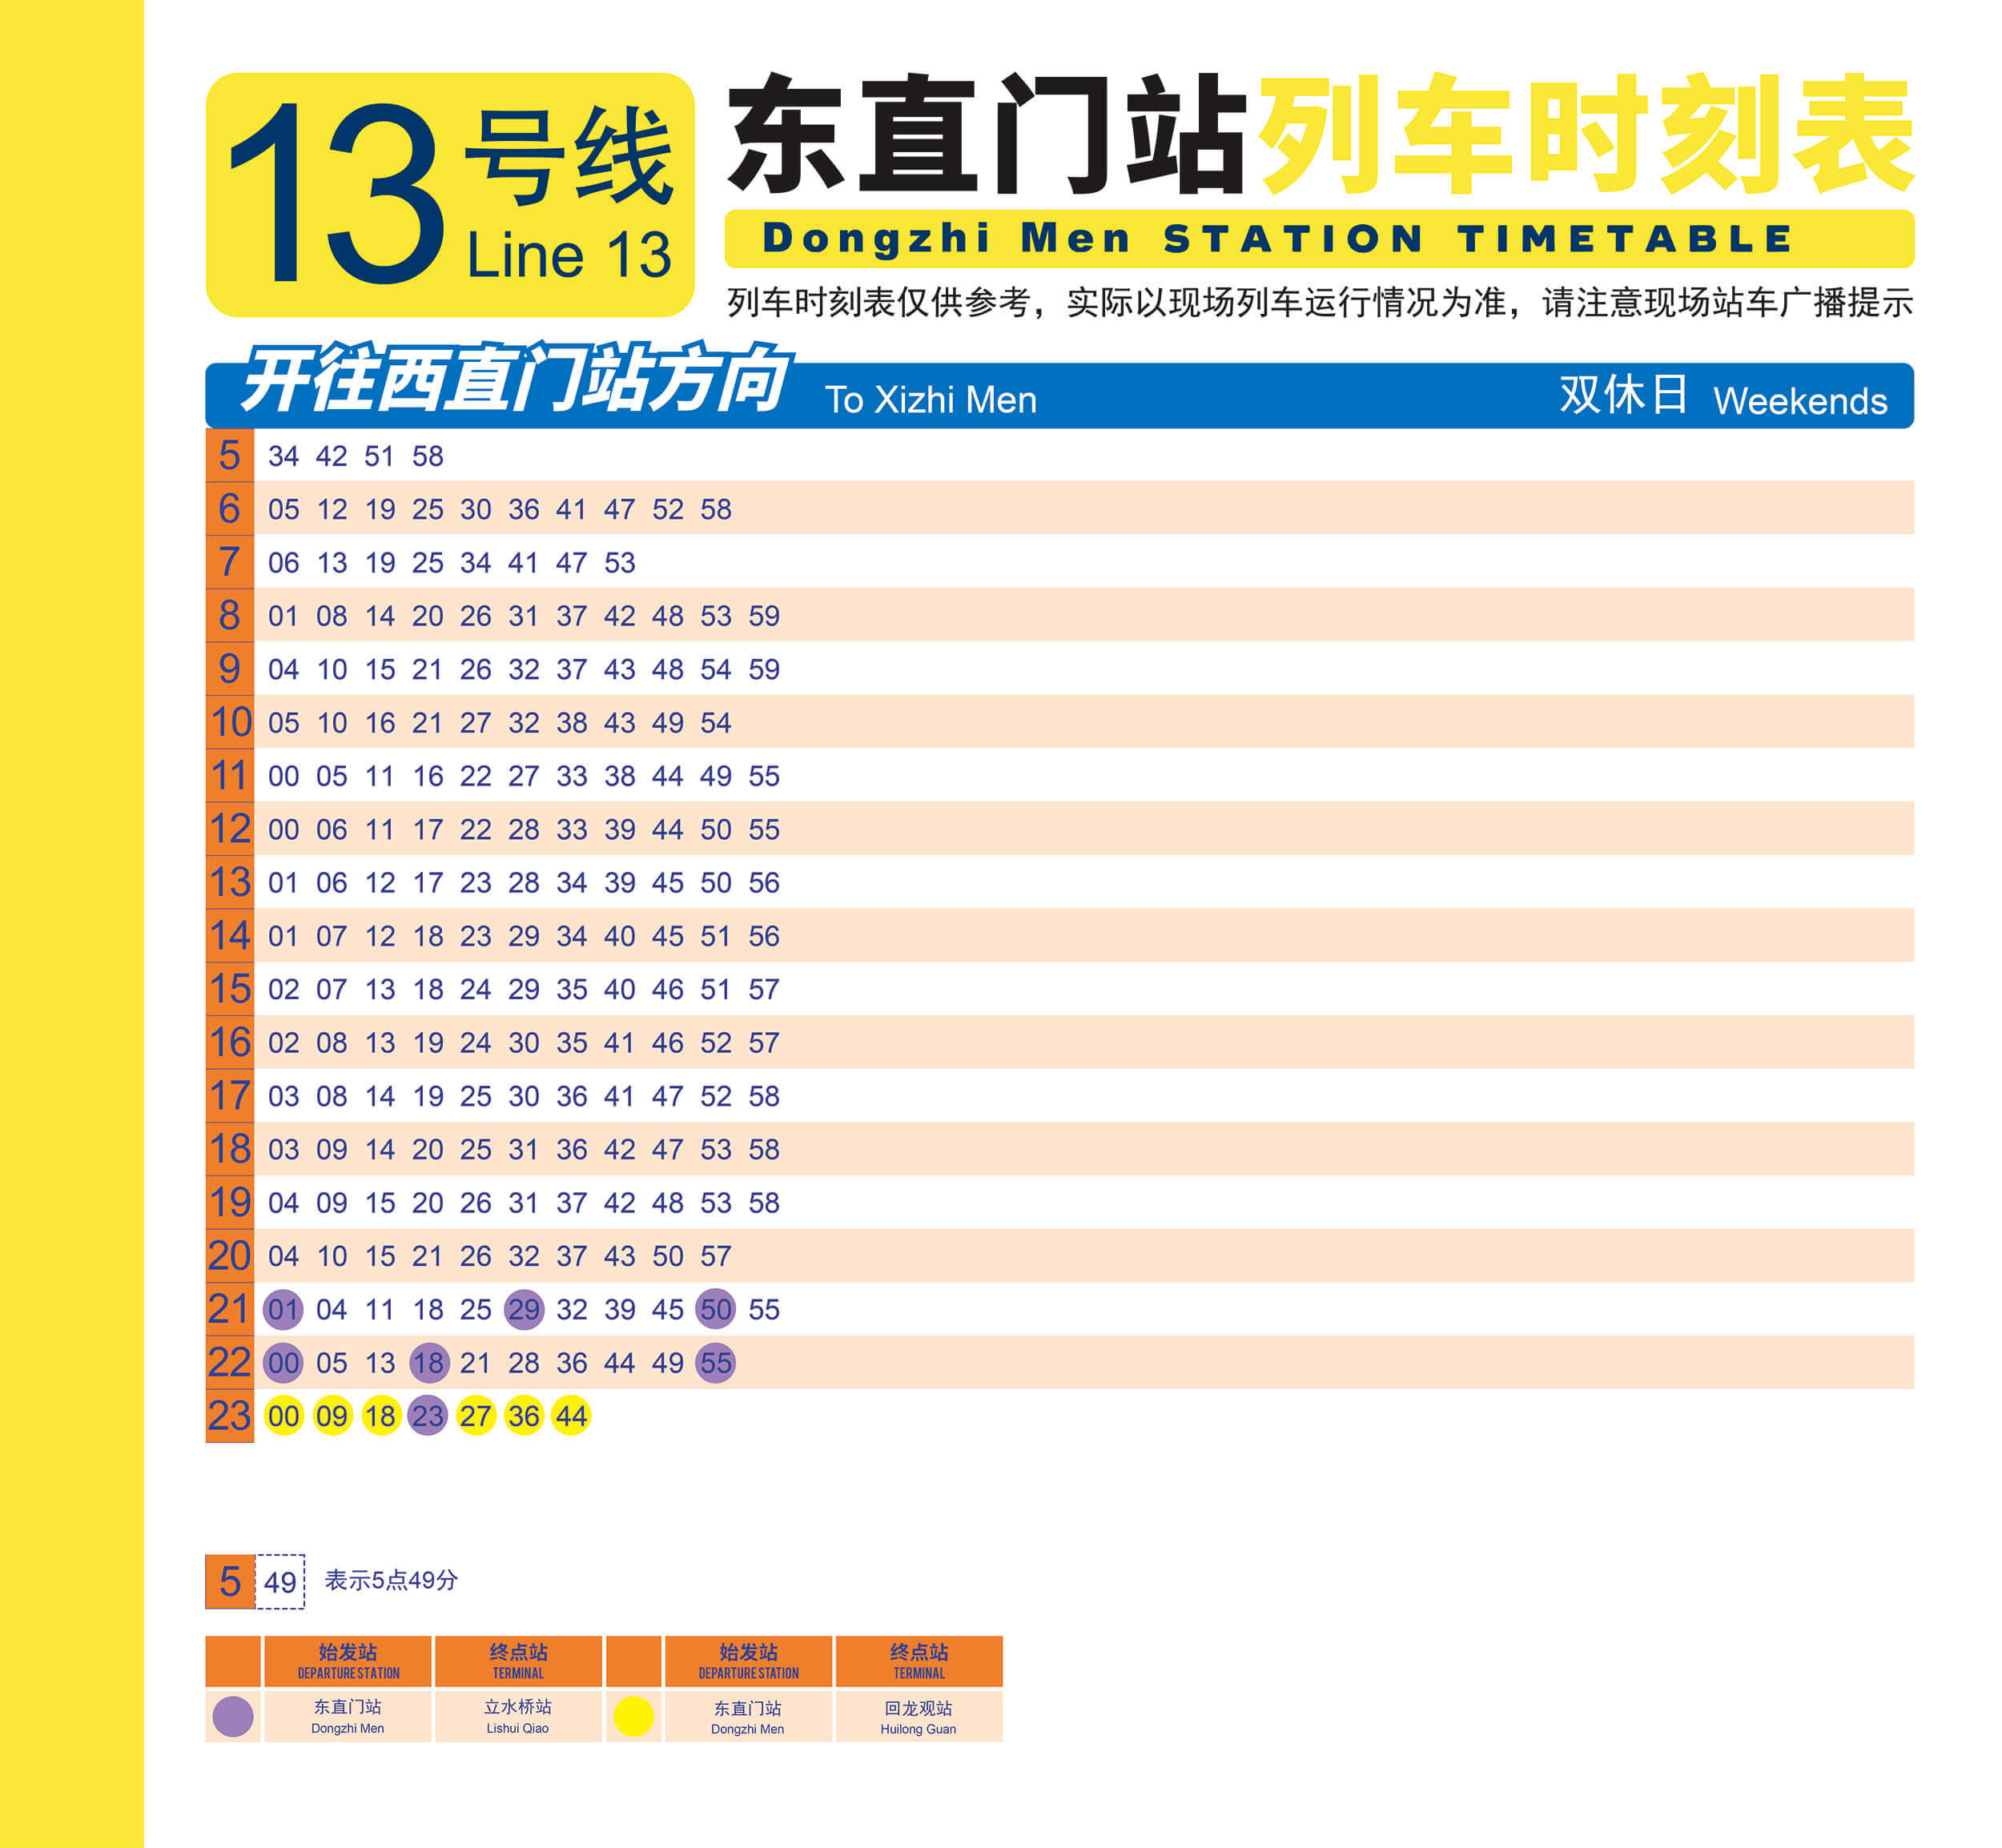 13号线
Line 13
东直门站列车时刻表
Dongzhi Men STATION TIMETABLE
列车时刻表仅供参考，实际以现场列车运行情况为准，请注意现场站车广播提示
开往西直门站方向 To Xizhi Men 双休日 Weekends
5 34 42 51 58
6 05 12 19 25 30 36 41 47 52 58
7 06 13 19 25 34 41 47 53
8 01 08 14 20 26 31 37 42 48 53 59
9 04 10 15 21 26 32 37 43 48 54 59
10 05 10 16 21 27 32 38 43 49 54
11 00 05 11 16 22 27 33 38 44 49 55
12 00 06 11 17 22 28 33 39 44 50 55
13 01 06 12 17 23 28 34 39 45 50 56
14 01 07 12 18 23 29 34 40 45 51 56
15 02 07 13 18 24 29 35 40 46 51 57
16 02 08 13 19 24 30 35 41 46 52 57
17 03 08 14 19 25 30 36 41 47 52 58
18 03 09 14 20 25 31 36 42 47 53 58
19 04 09 15 20 26 31 37 42 48 53 58
20 04 10 15 21 26 32 37 43 50 57
21 01 04 11 18 25 29 32 39 45 50 55
22 00 05 13 18 21 28 36 44 49 55
23 00 09 18 23 27 36 44
5 49 表示5点49分
始发站 终点站 始发站 终点站
DEPARTURE STATION TERMINAL DEPARTURE STATION TERMINAL
东直门站 立水桥站 东直门站 回龙观站
Dongzhi Men Lishui Qiao Dongzhi Men Huilong Guan